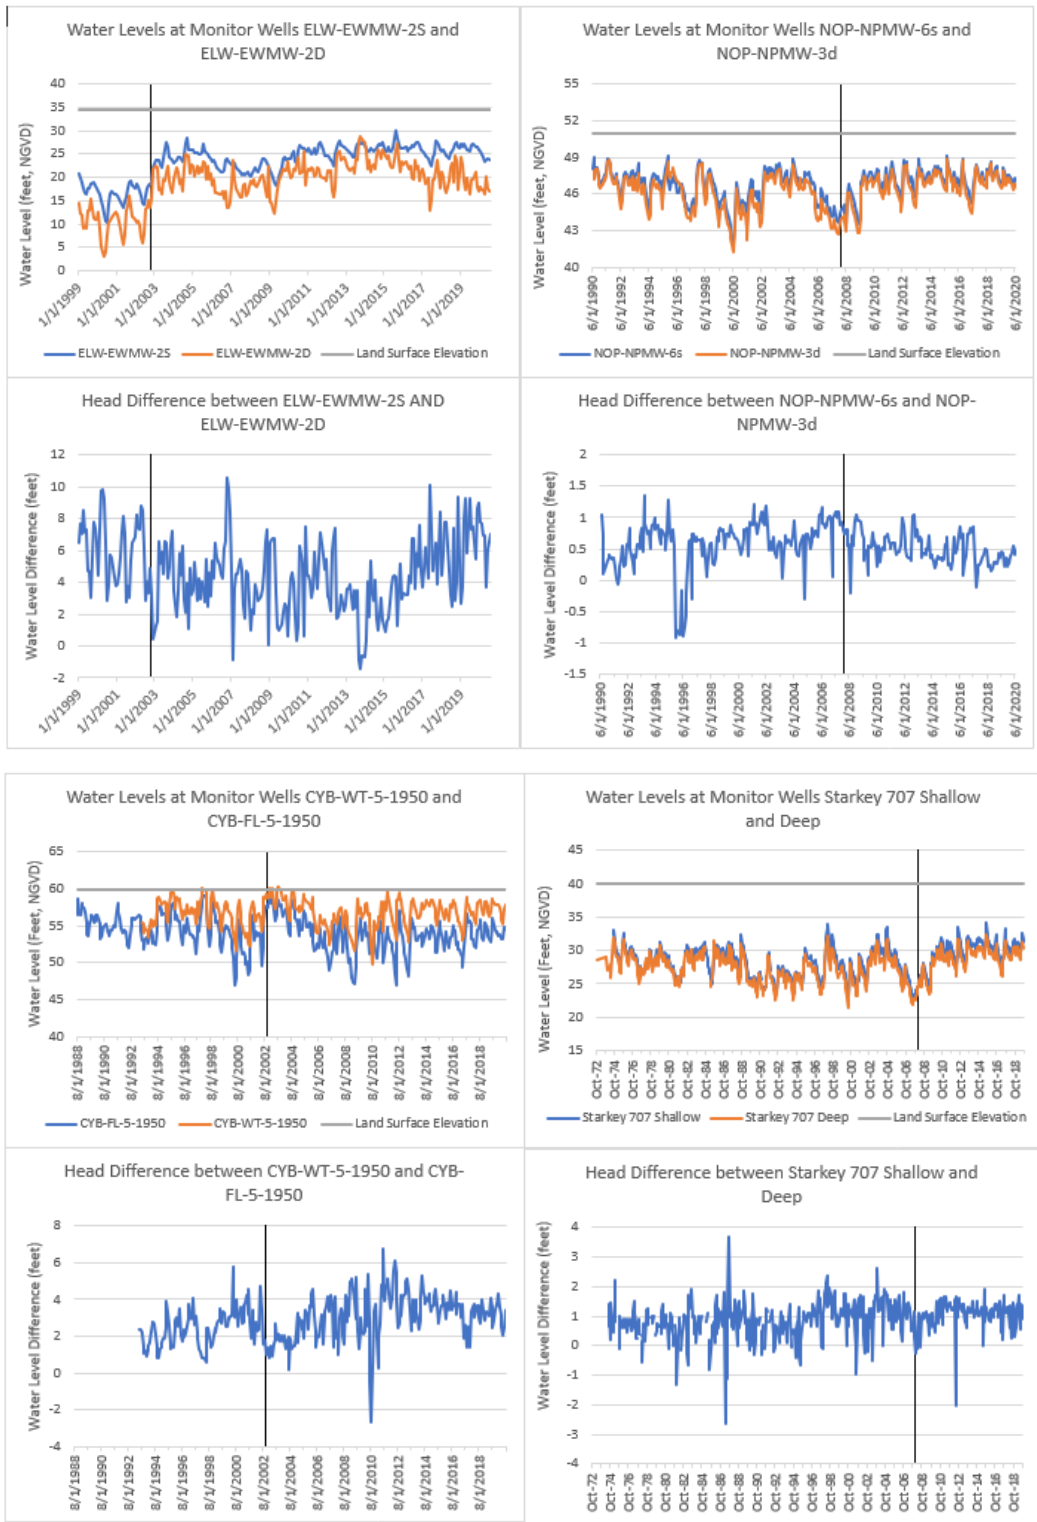 Water Levels at Monitor Wells ELW-EWMW-2S and
ELW-EWMW-2D
Water Level (feet, NGVD)
40
35
30
25
20
15
10
5
0
1/1/1999
1/1/2001
1/1/2003
1/1/2005
1/1/2007
1/1/2009
1/1/2011
1/1/2013
1/1/2015
1/1/2017
1/1/2019
ELW-EWMW-2S ELW-EWMW-2D Land Surface Elevation
Water Levels at Monitor Wells NOP-NPMW-6s and
NOP-NPMW-3d
Water Level (feet, NGVD)
55
52
49
46
43
40
6/1/1990
6/1/1992
6/1/1994
6/1/1996
6/1/1998
6/1/2000
6/1/2002
6/1/2004
6/1/2006
6/1/2008
6/1/2010
6/1/2012
6/1/2014
6/1/2016
6/1/2018
6/1/2020
NOP-NPMW-6s NOP-NPMW-3d Land Surface Elevation
Head Difference between ELW-EWMW-2S AND
ELW-EWMW-2D
Water Level Difference (feet)
12
10
8
6
4
2
0
-2
1/1/1999
1/1/2001
1/1/2003
1/1/2005
1/1/2007
1/1/2009
1/1/2011
1/1/2013
1/1/2015
1/1/2017
1/1/2019
Head Difference between NOP-NPMW-6s and NOP-
NPMW-3d
Water Level Difference (feet)
2
1.5
1
0.5
0
-0.5
-1
-1.5
6/1/1990
6/1/1992
6/1/1994
6/1/1996
6/1/1998
6/1/2000
6/1/2002
6/1/2004
6/1/2006
6/1/2008
6/1/2010
6/1/2012
6/1/2014
6/1/2016
6/1/2018
6/1/2020
Water Levels at Monitor Wells CYB-WT-5-1950 and
CYB-FL-5-1950
Water Level (Feet, NGVD)
65
60
55
50
45
40
8/1/1988
8/1/1990
8/1/1992
8/1/1994
8/1/1996
8/1/1998
8/1/2000
8/1/2002
8/1/2004
8/1/2006
8/1/2008
8/1/2010
8/1/2012
8/1/2014
8/1/2016
8/1/2018
CYB-FL-5-1950 CYB-WT-5-1950 Land Surface Elevation
Water Levels at Monitor Wells Starkey 707 Shallow
and Deep
Water Level (Feet, NGVD)
45
40
35
30
25
20
15
Oct-72
Oct-74
Oct-76
Oct-78
Oct-80
Oct-82
Oct-84
Oct-86
Oct-88
Oct-90
Oct-92
Oct-94
Oct-96
Oct-98
Oct-00
Oct-02
Oct-04
Oct-06
Oct-08
Oct-10
Oct-12
Oct-14
Oct-16
Oct-18
Starkey 707 Shallow Starkey 707 Deep Land Surface Elevation
Head Difference between CYB-WT-5-1950 and CYB-
FL-5-1950
Water Level Difference (feet)
8
6
4
2
0
-2
-4
8/1/1988
8/1/1990
8/1/1992
8/1/1994
8/1/1996
8/1/1998
8/1/2000
8/1/2002
8/1/2004
8/1/2006
8/1/2008
8/1/2010
8/1/2012
8/1/2014
8/1/2016
8/1/2018
Head Difference between Starkey 707 Shallow and
Deep
Water Level Difference (feet)
4
3
2
1
0
-1
-2
-3
-4
Oct-72
Oct-74
Oct-76
Oct-78
Oct-80
Oct-82
Oct-84
Oct-86
Oct-88
Oct-90
Oct-92
Oct-94
Oct-96
Oct-98
Oct-00
Oct-02
Oct-04
Oct-06
Oct-08
Oct-10
Oct-12
Oct-14
Oct-16
Oct-18